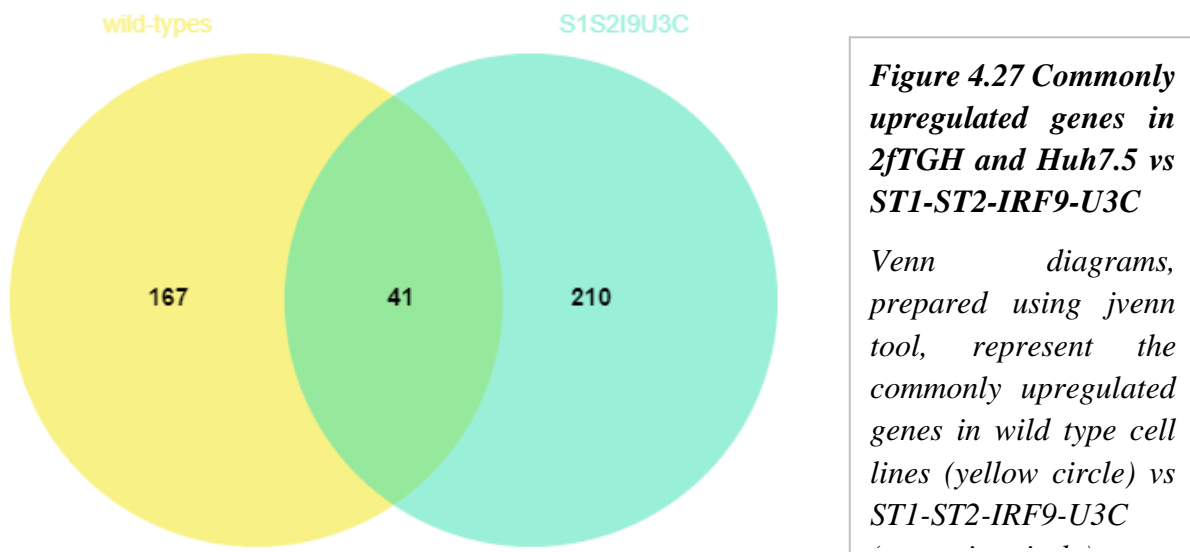 wild-types
S1S2I9U3C
167
41
210
Figure 4.27 Commonly
upregulated genes in
2fTGH and Huh7.5 vs
ST1-ST2-IRF9-U3C
Venn diagrams,
prepared using jvenn
tool, represent the
commonly upregulated
genes in wild type cell
lines (yellow circle) vs
ST1-ST2-IRF9-U3C